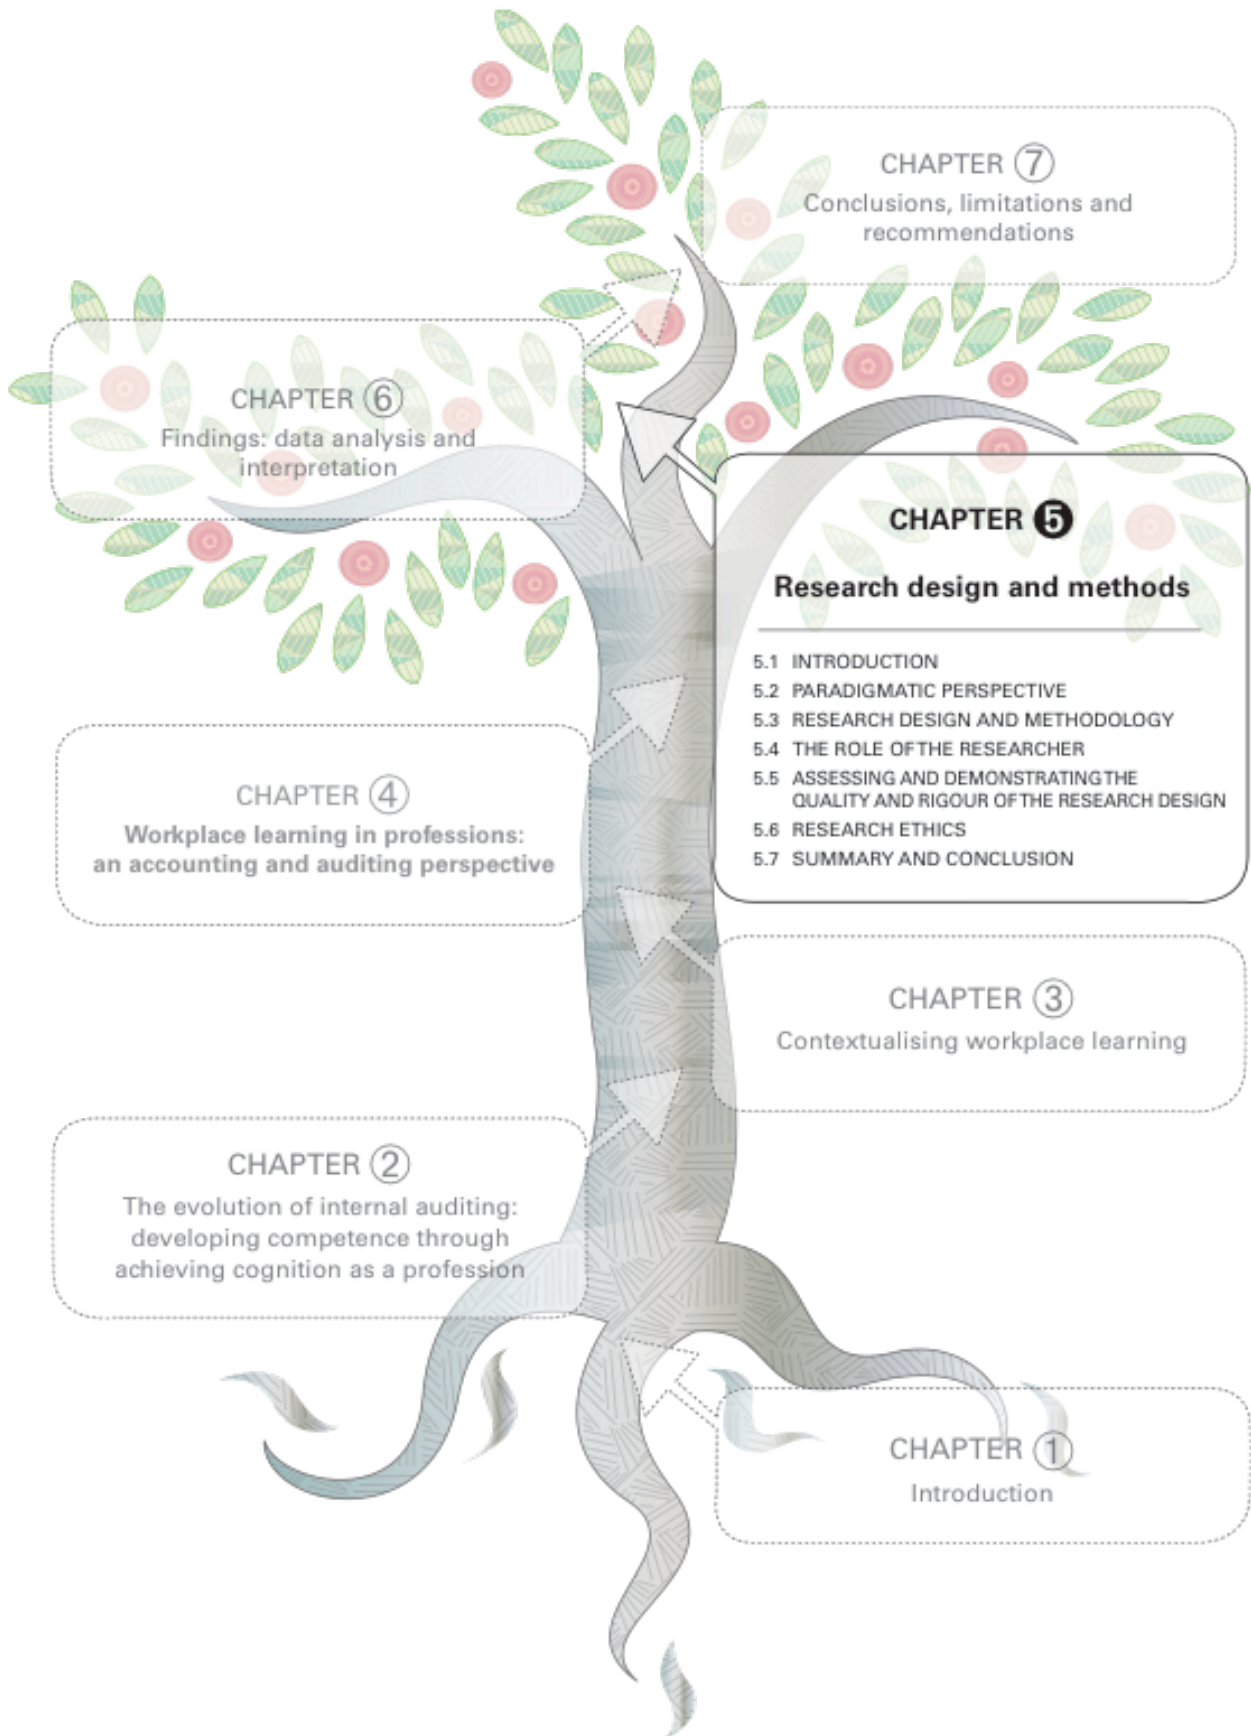 CHAPTER 7
Conclusions, limitations and
recommendations
CHAPTER 6
Findings: data analysis and
interpretation
CHAPTER 5
Research design and methods
5.1 INTRODUCTION
5.2 PARADIGMATIC PERSPECTIVE
5.3 RESEARCH DESIGN AND METHODOLOGY
5.4 THE ROLE OF THE RESEARCHER
5.5 ASSESSING AND DEMONSTRATING THE
QUALITY AND RIGOUR OF THE RESEARCH DESIGN
5.6 RESEARCH ETHICS
5.7 SUMMARY AND CONCLUSION
CHAPTER 4
Workplace learning in professions:
an accounting and auditing perspective
CHAPTER 3
Contextualising workplace learning
CHAPTER 2
The evolution of internal auditing:
developing competence through
achieving cognition as a profession
CHAPTER 1
Introduction